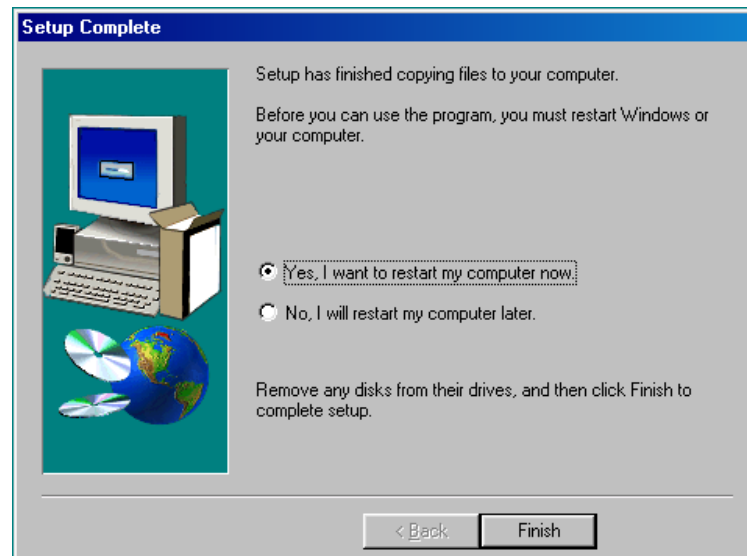 Setup Complete
Setup has finished copying files to your computer.
Before you can use the program, you must restart Windows or
your computer.
Yes, I want to restart my computer now.
No, I will restart my computer later.
Remove any disks from their drives, and then click Finish to
complete setup.
< Back
Finish